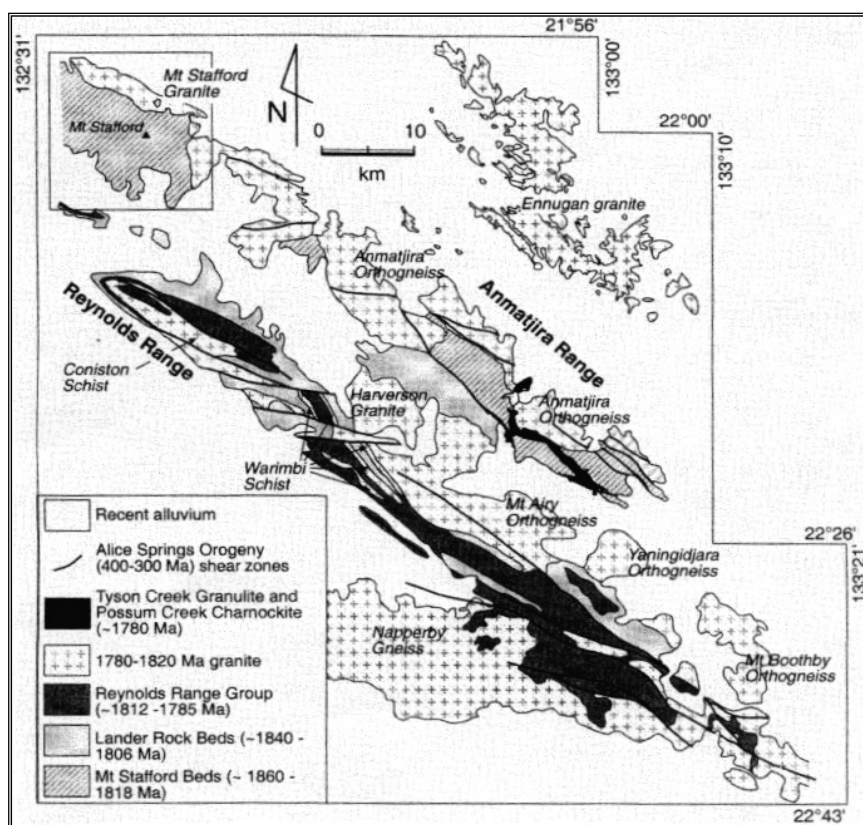 21°56'
132°31'
133°00'
Mt Stafford
Granite
Mt Stafford
N
0 10
km
22°00'
133°10'
Ennugan granite
Anmatjira
Orthogneiss
Reynolds Range
Anmatjira Range
Coniston
Schist
Harverson
Granite
Anmatjira
Orthogneiss
Warimbi
Schist
Mt Airy
Orthogneiss
22°26'
133°21'
Yaningidjara
Orthogneiss
Napperby
Gneiss
Mt Boothby
Orthogneiss
22°43'
Recent alluvium
Alice Springs Orogeny
(400-300 Ma) shear zones
Tyson Creek Granulite and
Possum Creek Charnockite
(~1780 Ma)
1780-1820 Ma granite
Reynolds Range Group
(~1812 -1785 Ma)
Lander Rock Beds (~1840 -
1806 Ma)
Mt Stafford Beds (~ 1860 -
1818 Ma)